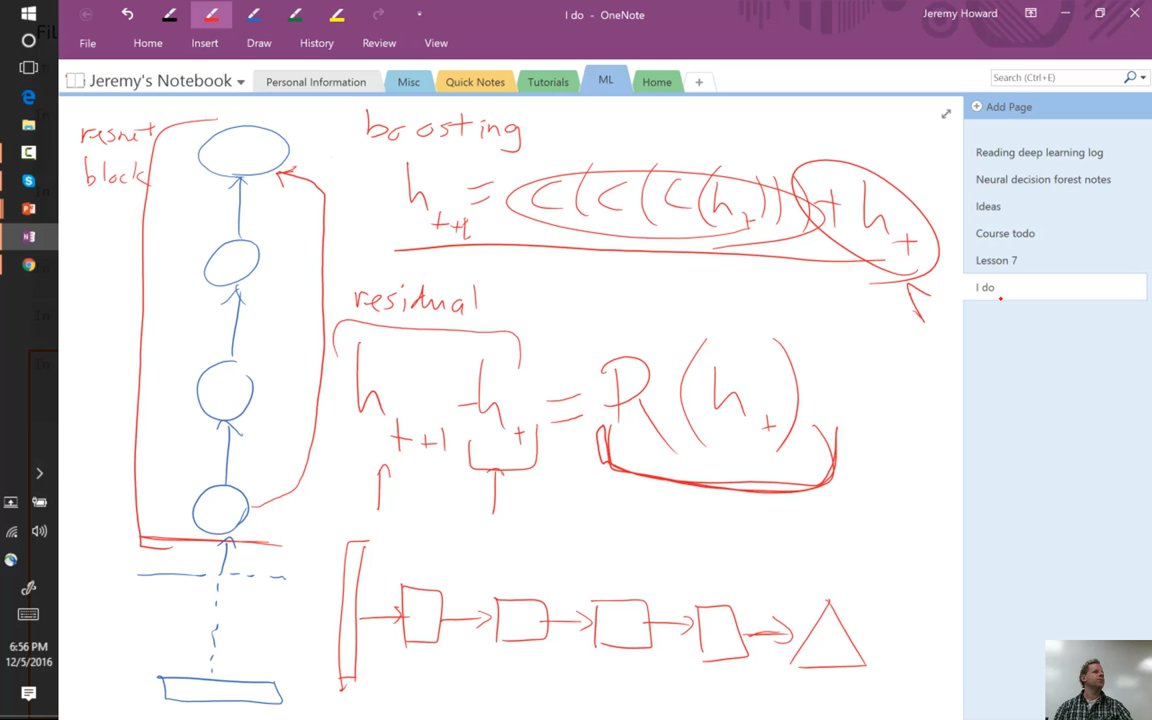 I do - OneNote
Jeremy Howard
File Home Insert Draw History Review View
Jeremy's Notebook Personal Information Misc Quick Notes Tutorials ML Home +
Search (Ctrl+E)
Add Page
Reading deep learning log
Neural decision forest notes
Ideas
Course todo
Lesson 7
I do
resnet
block
boosting
h t+1 = C(C(C(h t))) + h t
residual
h t+1 - h t = R(h t)
6:56 PM
12/5/2016